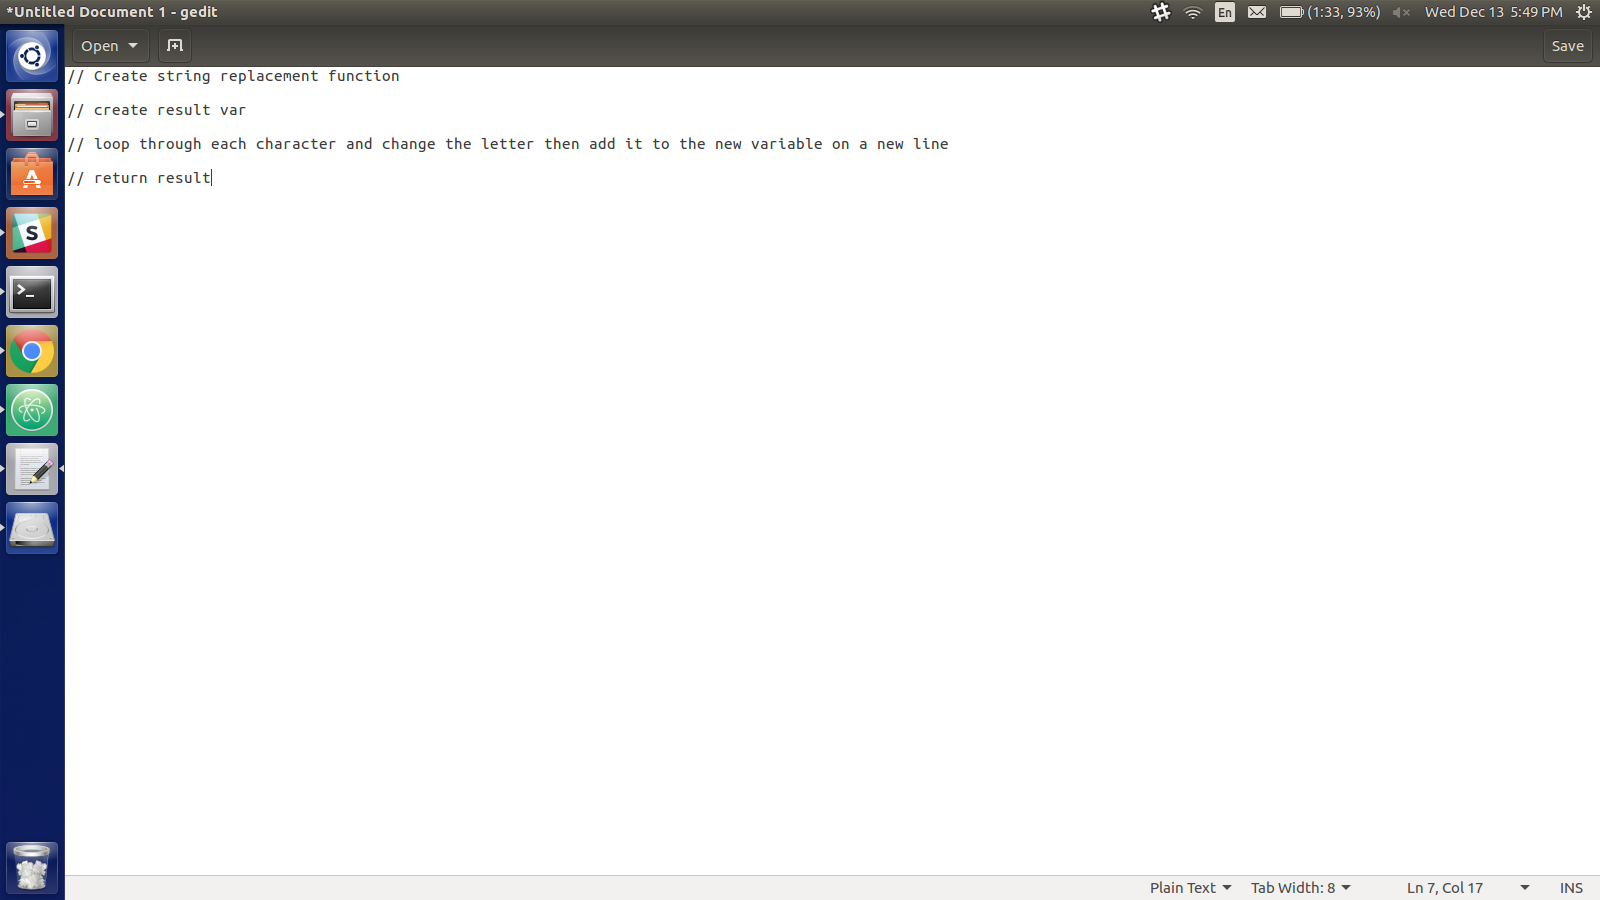 *Untitled Document 1 - gedit
En
(1:33, 93%)
Wed Dec 13 5:49 PM
Open
Save
// Create string replacement function
// create result var
// loop through each character and change the letter then add it to the new variable on a new line
// return result
S
>_
Plain Text
Tab Width: 8
Ln 7, Col 17
INS